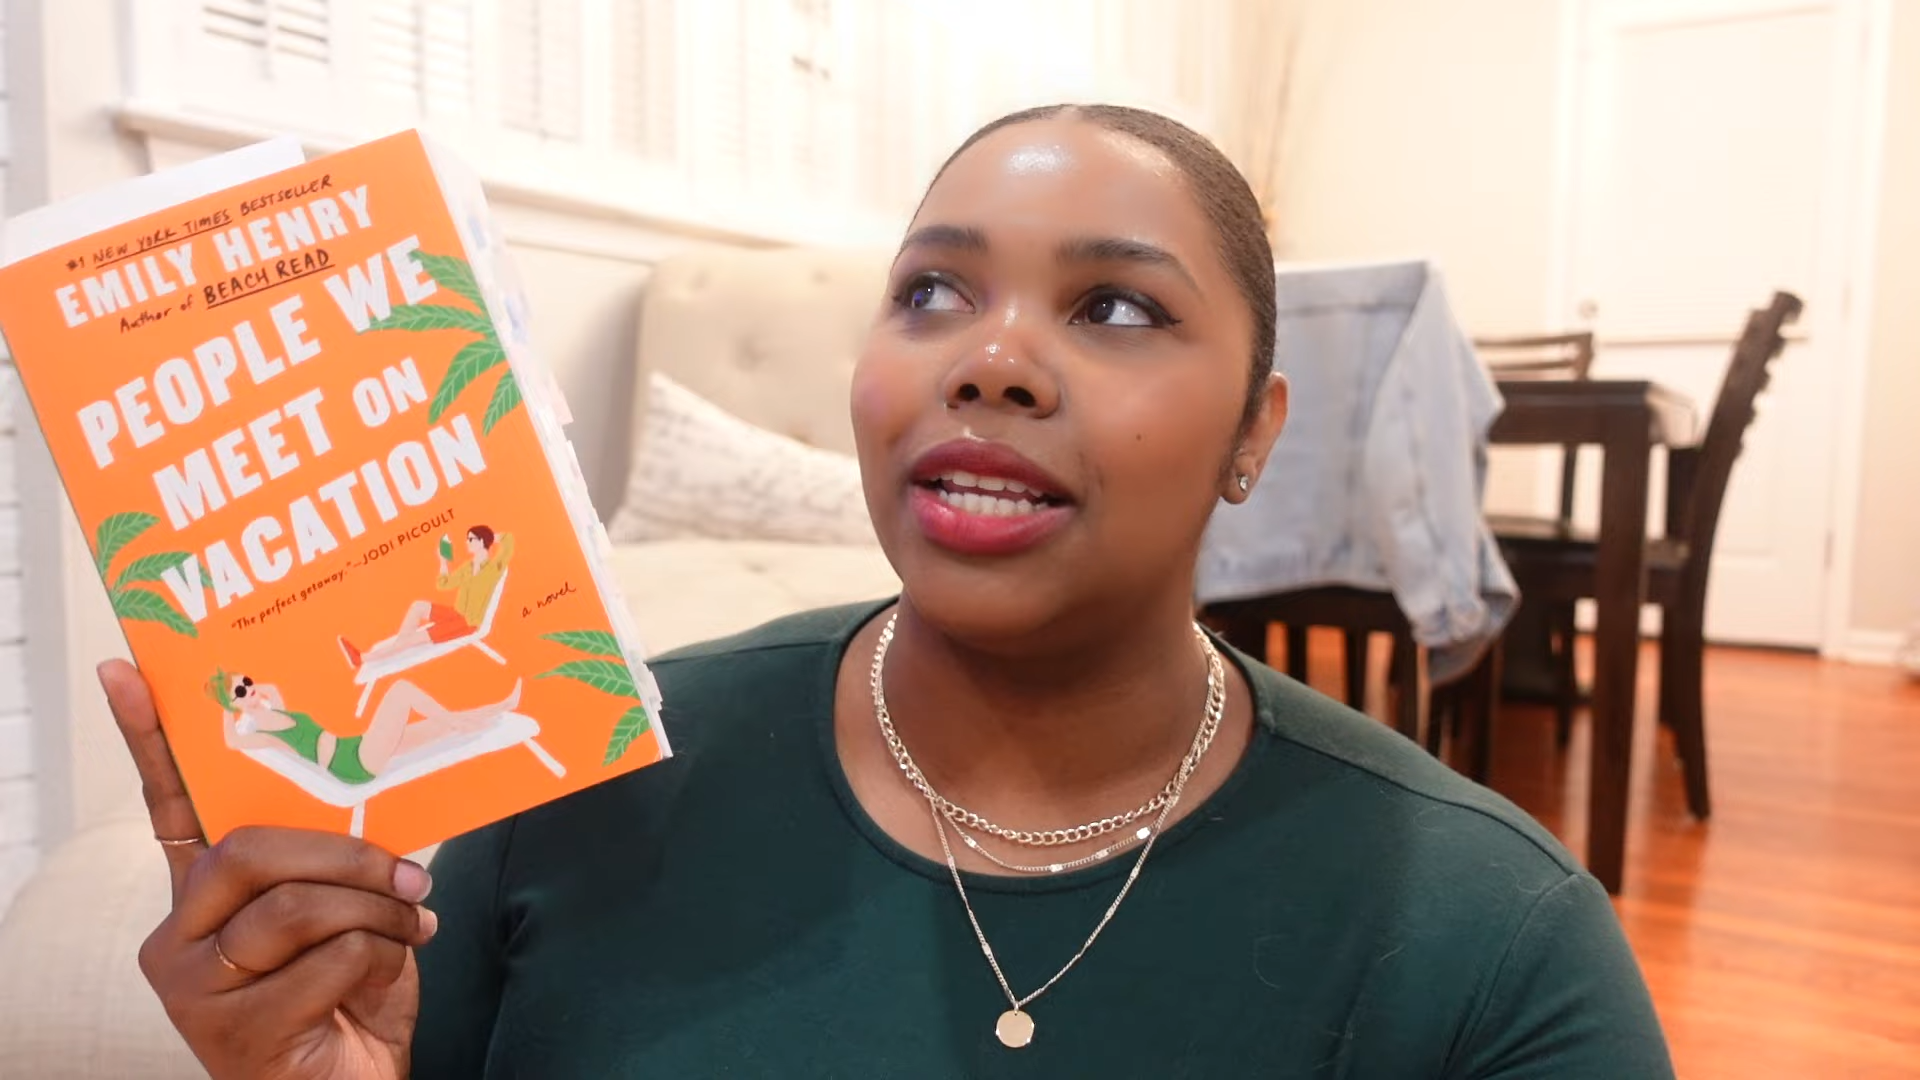 #1 NEW YORK TIMES BESTSELLER
EMILY HENRY
Author of BEACH READ
PEOPLE WE
MEET ON
VACATION
"The perfect getaway."—JODI PICOULT
a novel